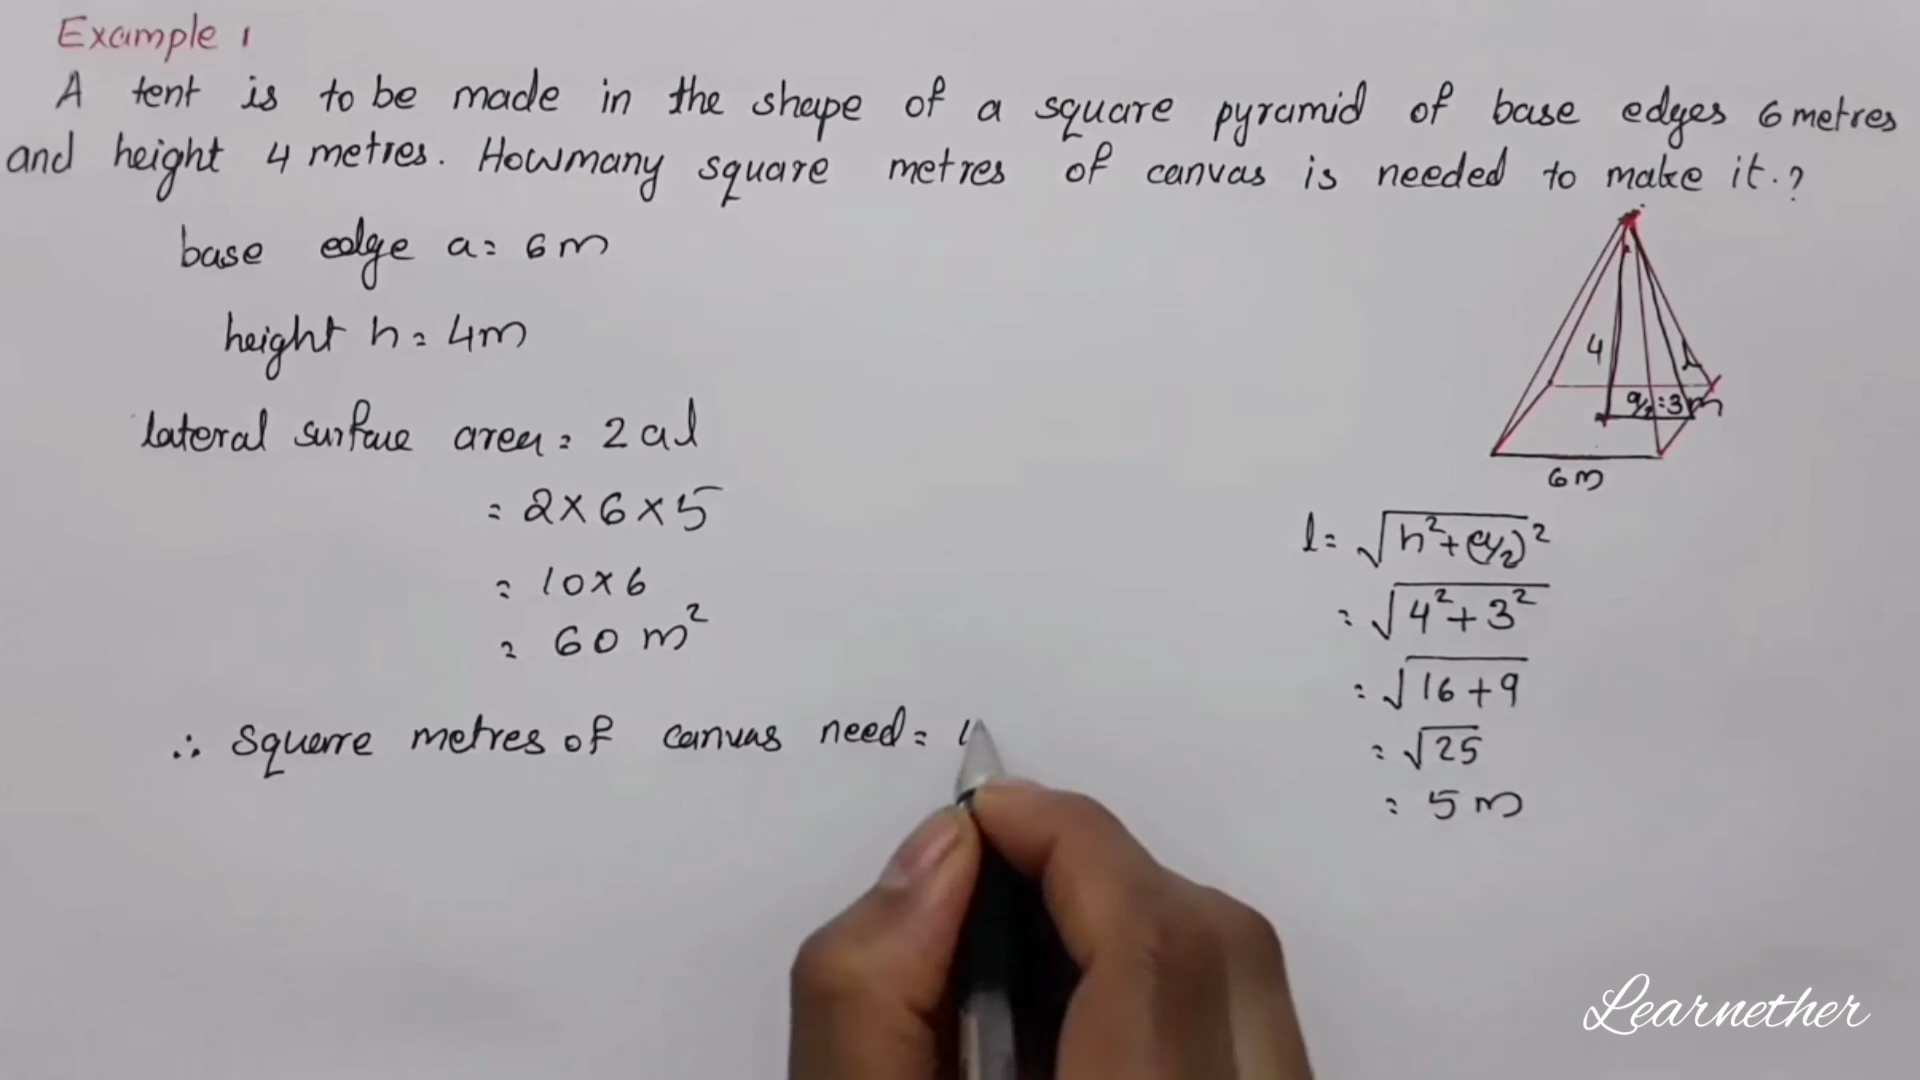 Example 1
A tent is to be made in the shape of a square pyramid of base edges 6 metres
and height 4 metres. Howmany square metres of canvas is needed to make it.?
base edge a = 6m
height h = 4m
lateral surface area = 2al
= 2×6×5
= 10×6
= 60 m²
∴ square metres of canvas need =
4
l
a/2 = 3m
6m
l = √h²+(a/2)²
= √4²+3²
= √16+9
= √25
= 5 m
Learnether